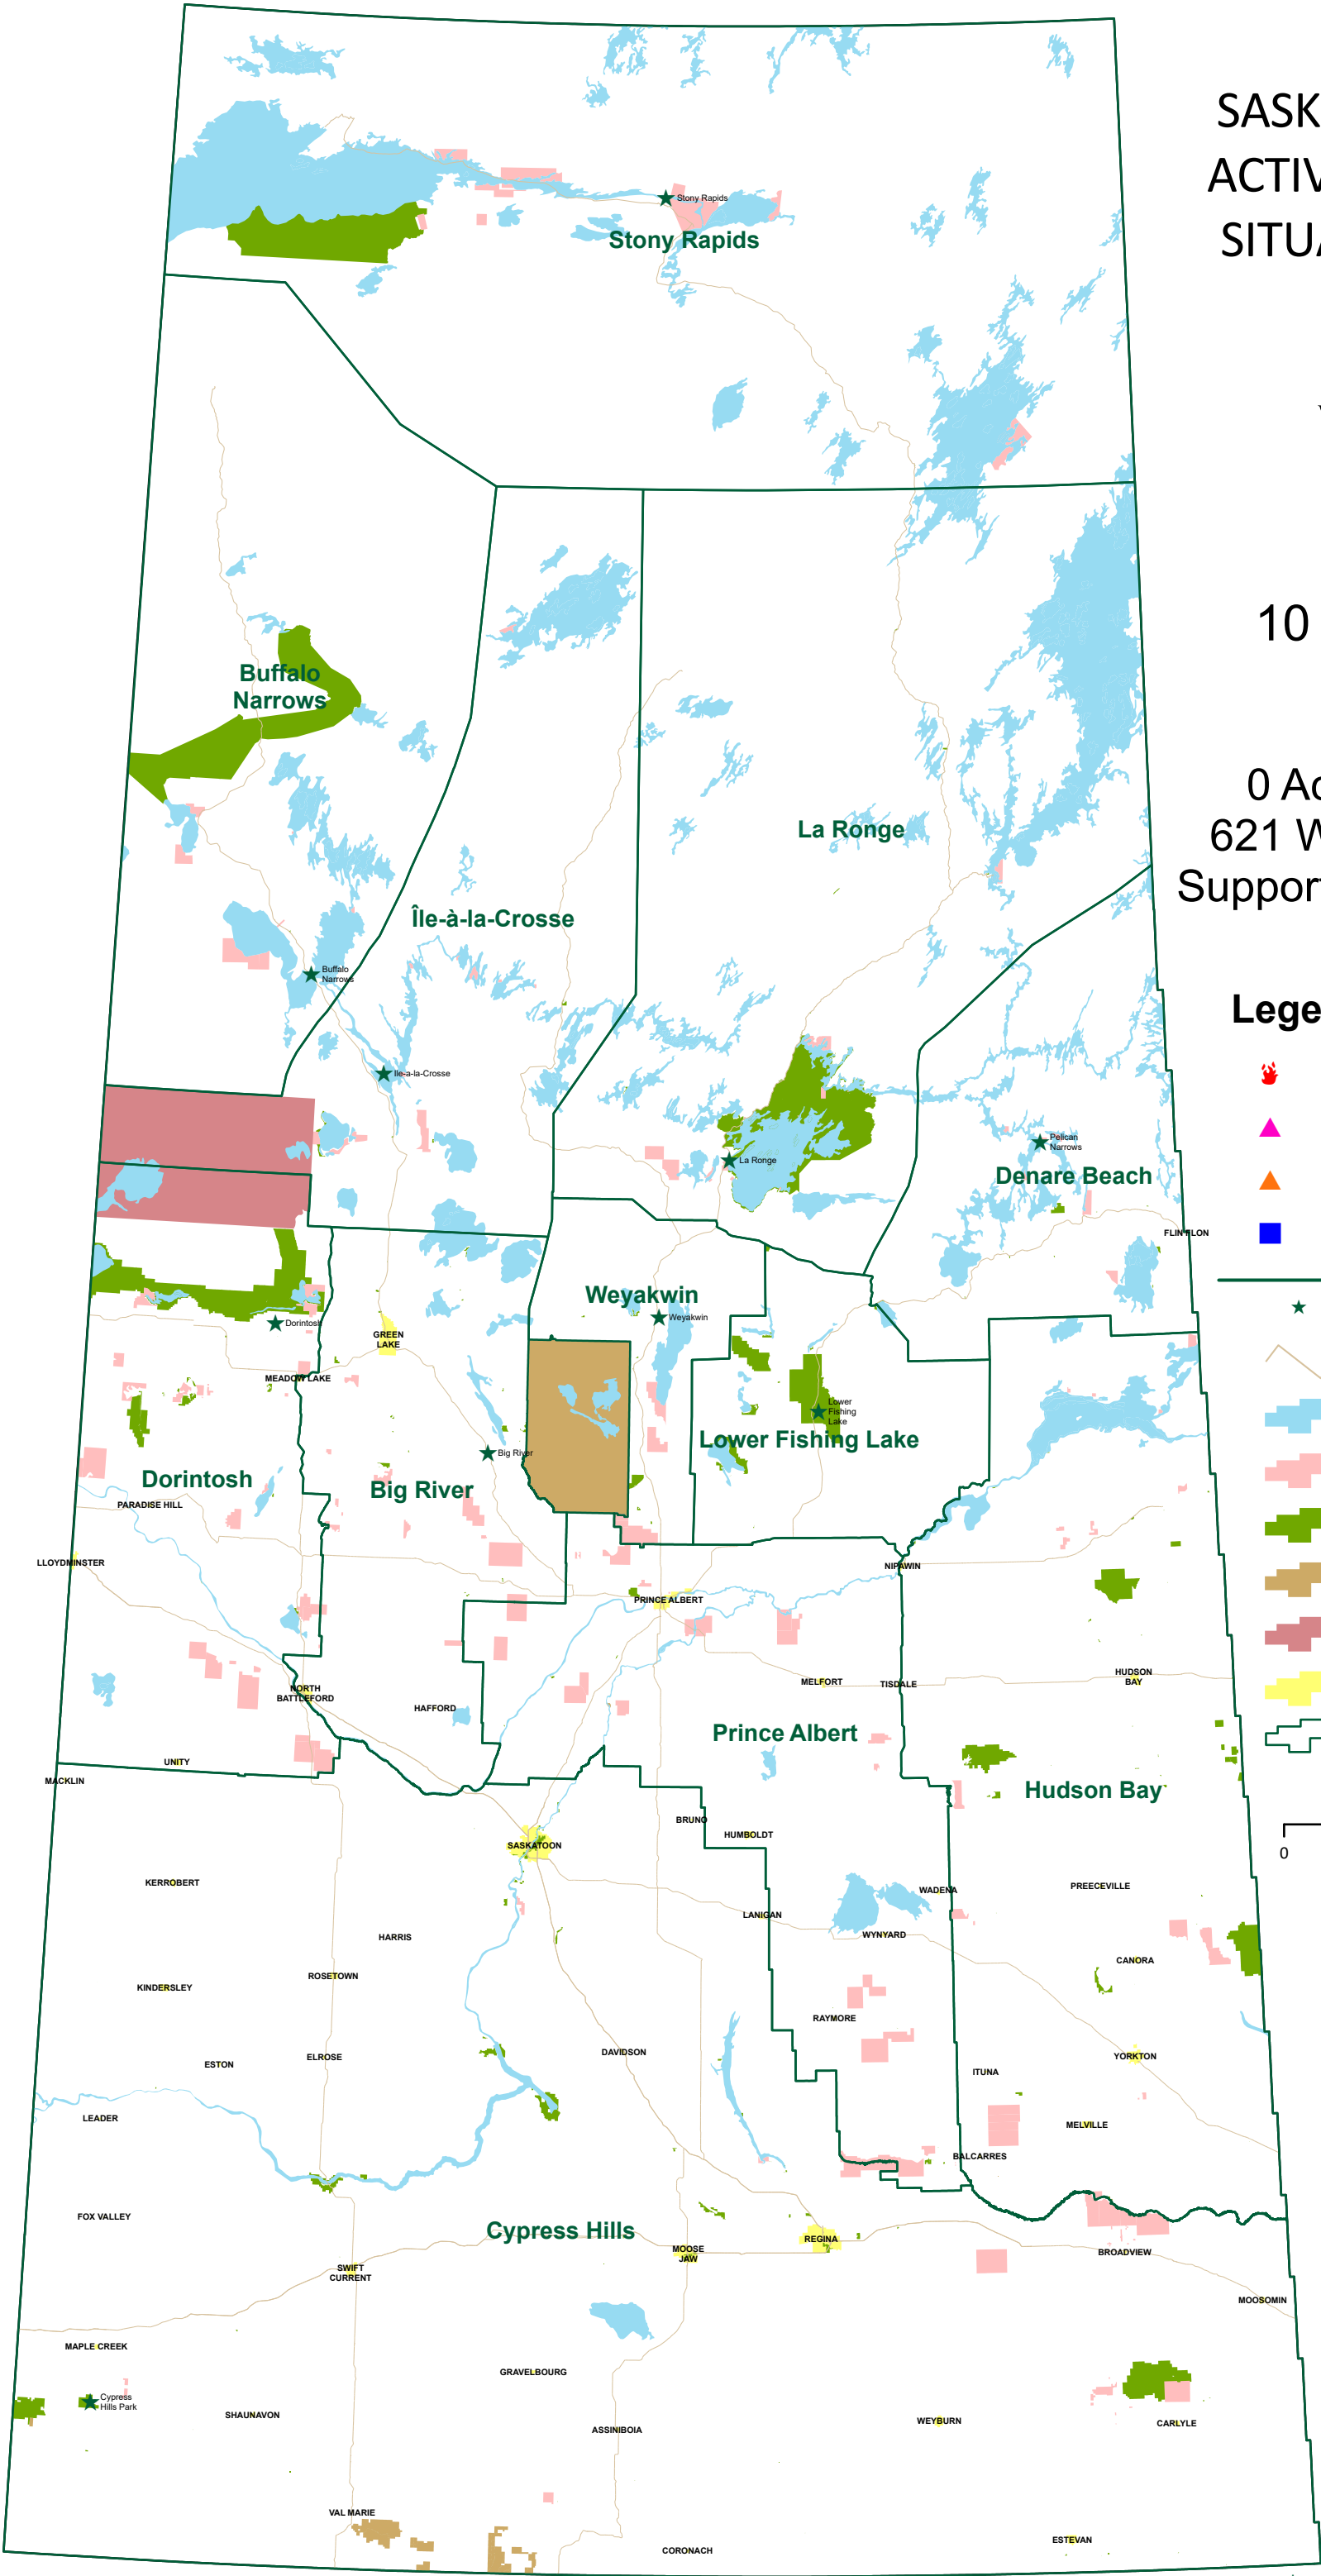 SASK
ACTIV
SITUA
10
0 Ac
621 W
Support
Lege
0
Stony Rapids
Stony Rapids
Buffalo
Narrows
La Ronge
Île-à-la-Crosse
Buffalo
Narrows
Ile-a-la-Crosse
Pelican
Narrows
La Ronge
Denare Beach
FLIN FLON
Weyakwin
Weyakwin
Dorintosh
GREEN
LAKE
MEADOW LAKE
Lower
Fishing
Lake
Lower Fishing Lake
Big River
Dorintosh
Big River
PARADISE HILL
LLOYDMINSTER
NIPAWIN
PRINCE ALBERT
HUDSON
BAY
MELFORT
TISDALE
NORTH
BATTLEFORD
HAFFORD
Prince Albert
UNITY
MACKLIN
Hudson Bay
BRUNO
HUMBOLDT
SASKATOON
KERROBERT
PREECEVILLE
WADENA
LANIGAN
WYNYARD
HARRIS
CANORA
ROSETOWN
KINDERSLEY
RAYMORE
DAVIDSON
YORKTON
ELROSE
ESTON
ITUNA
LEADER
MELVILLE
BALCARRES
FOX VALLEY
Cypress Hills
REGINA
MOOSE
JAW
BROADVIEW
SWIFT
CURRENT
MOOSOMIN
MAPLE CREEK
GRAVELBOURG
Cypress
Hills Park
SHAUNAVON
WEYBURN
CARLYLE
ASSINIBOIA
VAL MARIE
ESTEVAN
CORONACH